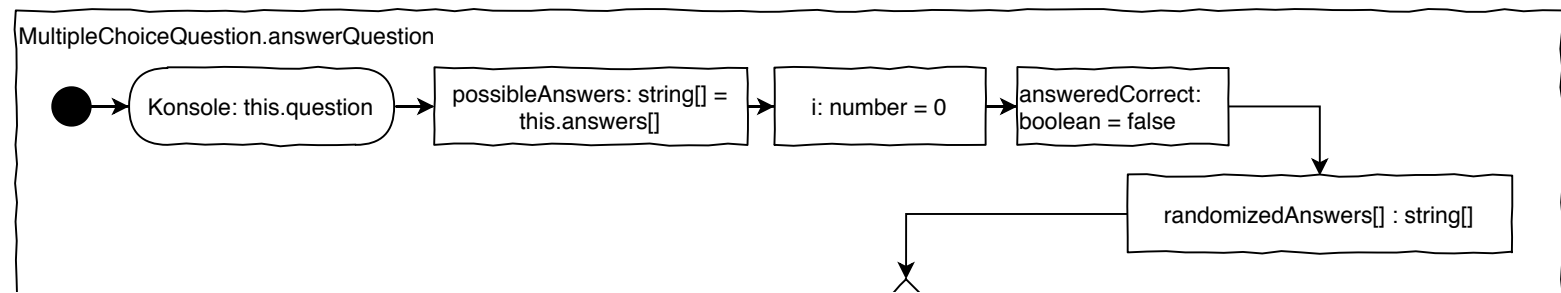 MultipleChoiceQuestion.answerQuestion
Konsole: this.question
possibleAnswers: string[] =
this.answers[]
i: number = 0
answeredCorrect:
boolean = false
randomizedAnswers[] : string[]